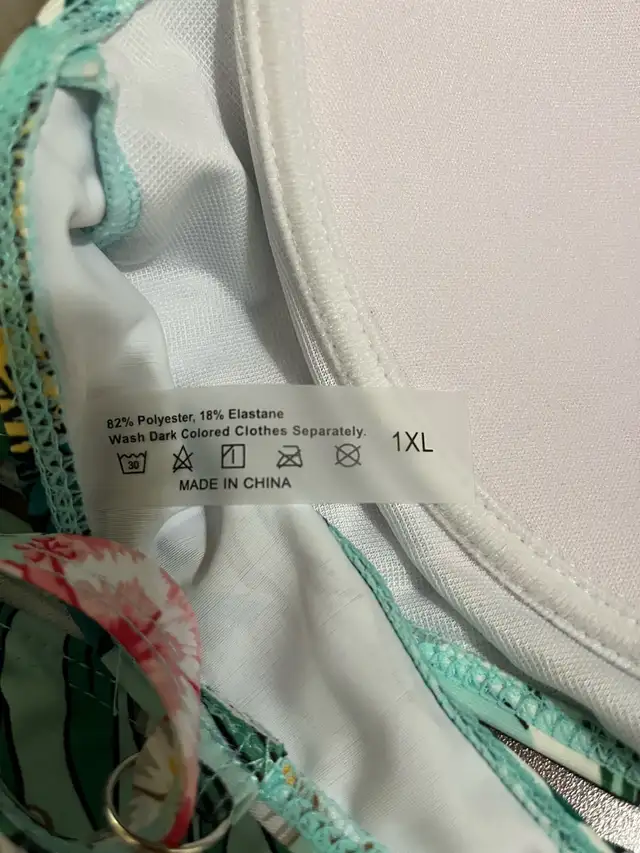 82% Polyester, 18% Elastane
Wash Dark Colored Clothes Separately.
1XL
30
MADE IN CHINA